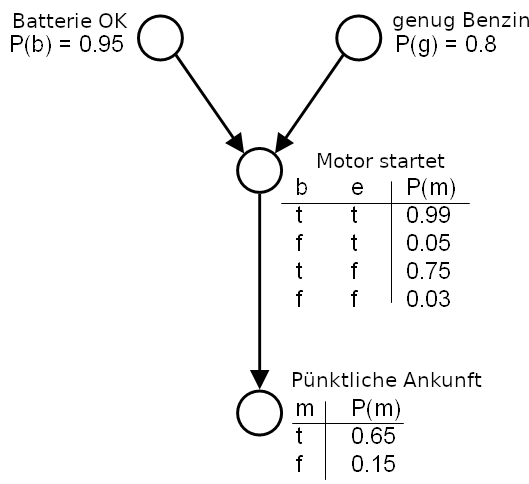 Batterie OK
P(b) = 0.95
genug Benzin
P(g) = 0.8
Motor startet
b e P(m)
t t 0.99
f t 0.05
t f 0.75
f f 0.03
Pünktliche Ankunft
m P(m)
t 0.65
f 0.15